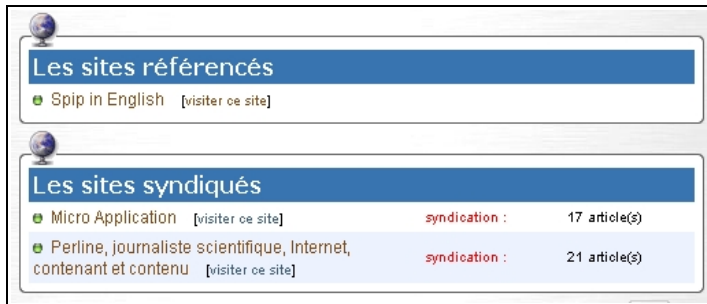 Les sites référencés
Spip in English [visiter ce site]
Les sites syndiqués
Micro Application [visiter ce site] syndication : 17 article(s)
Perline, journaliste scientifique, Internet,
contenant et contenu [visiter ce site] syndication : 21 article(s)